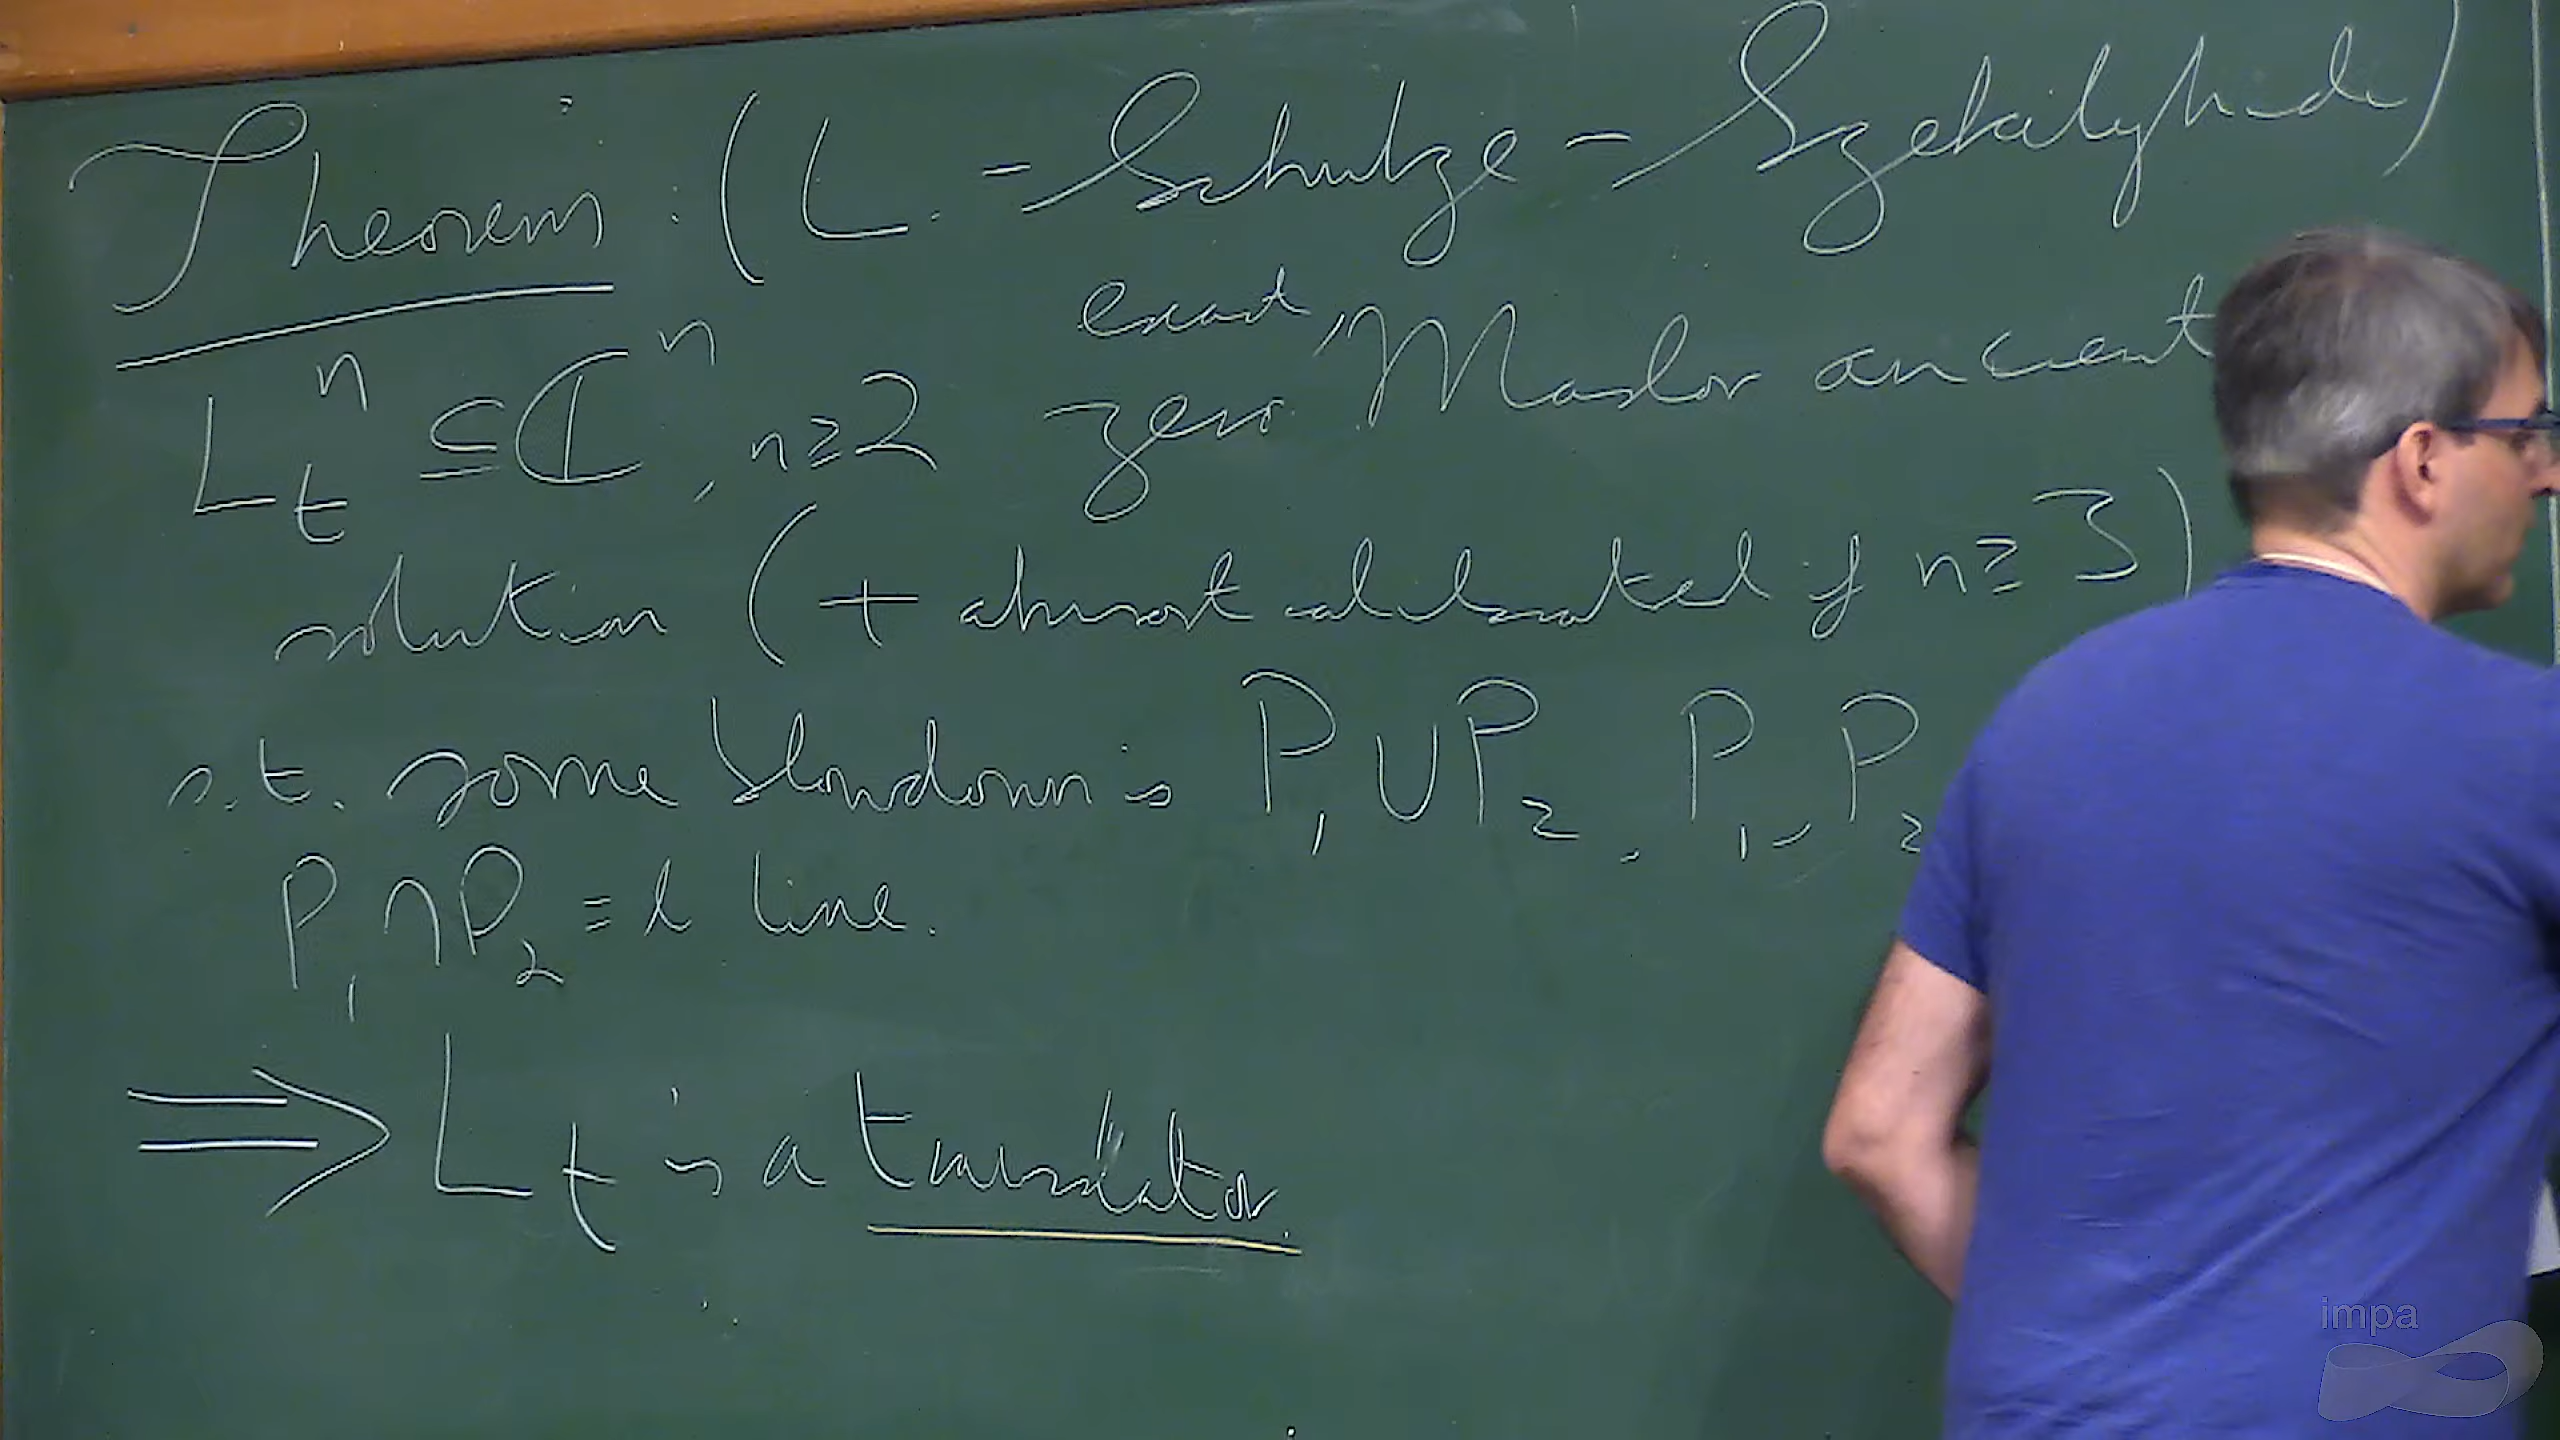 Theorem: (L. - Schulze - Székelyhidi)
L_t^n ⊆ ℂ^n, n≥2 zero Maslov ancient
exact,
solution (+ almost calibrated if n≥3)
s.t. some blowdown is P_1 ∪ P_2, P_1, P_2
P_1 ∩ P_2 = l line.
⇒ L_t is a translator
impa